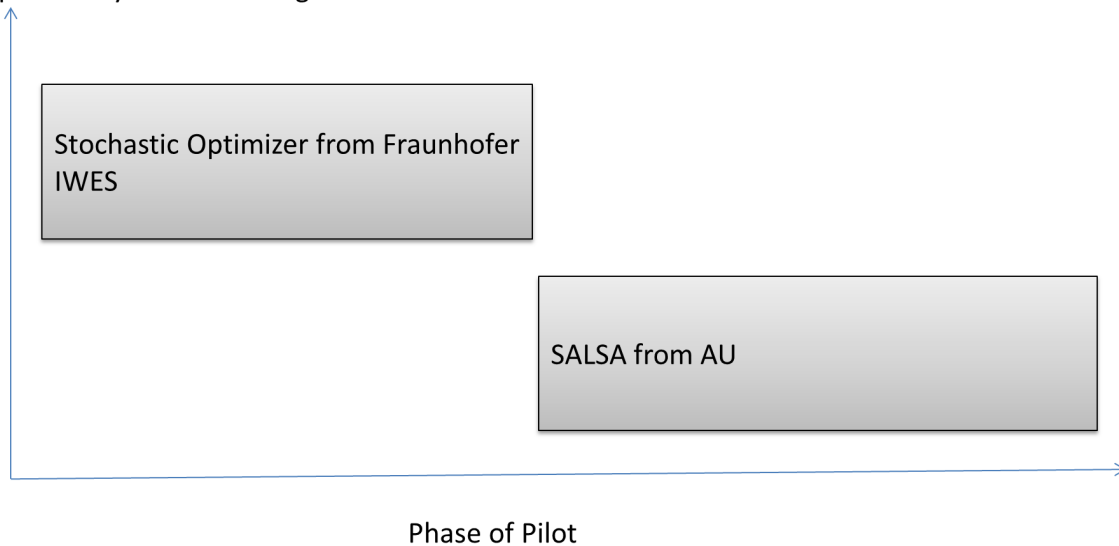 Stochastic Optimizer from Fraunhofer
IWES
SALSA from AU
Phase of Pilot